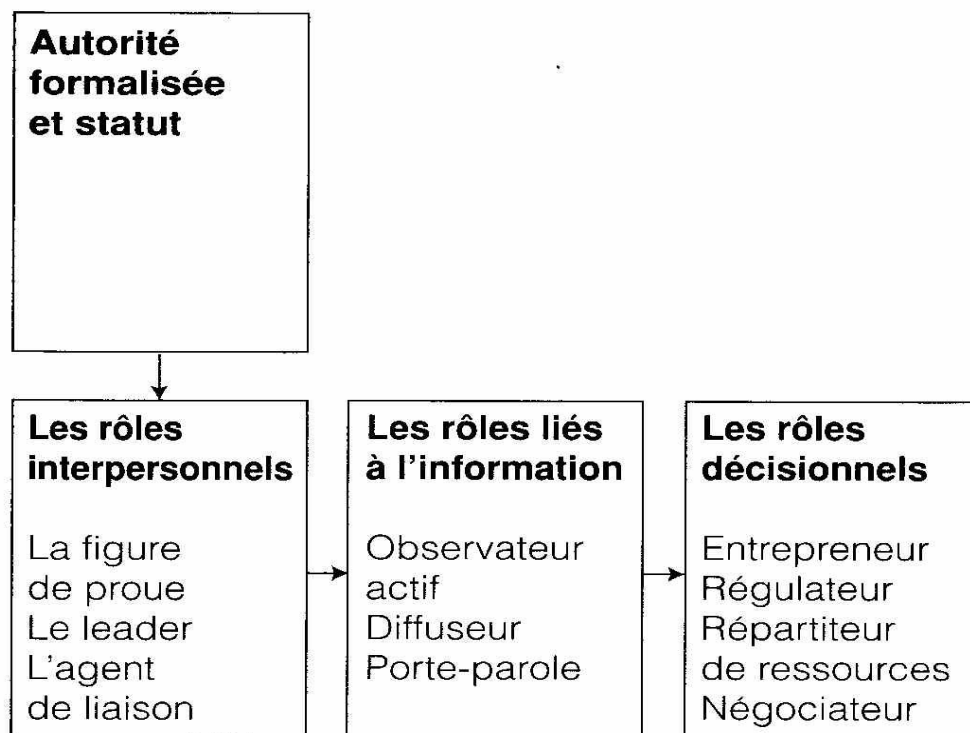 Autorité
formalisée
et statut
Les rôles
interpersonnels
La figure
de proue
Le leader
L'agent
de liaison
Les rôles liés
à l'information
Observateur
actif
Diffuseur
Porte-parole
Les rôles
décisionnels
Entrepreneur
Régulateur
Répartiteur
de ressources
Négociateur